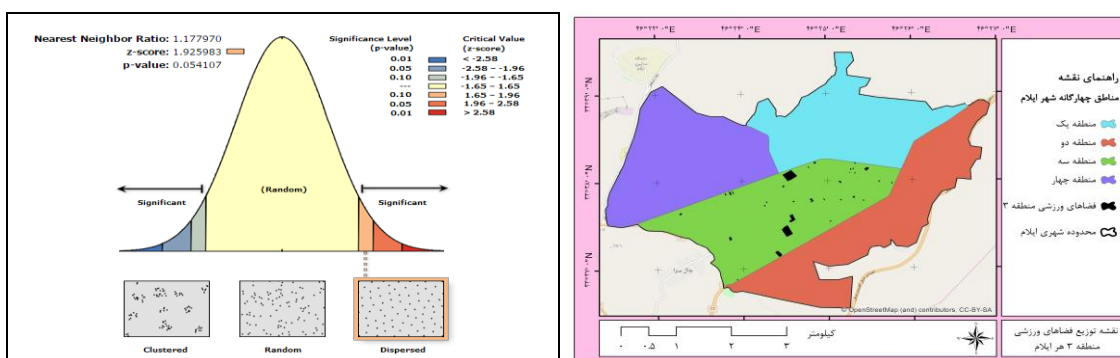 Nearest Neighbor Ratio: 1.177970
z-score: 1.925983
p-value: 0.054107
Significance Level
(p-value)
Critical Value
(z-score)
0.01 < -2.58
0.05 -2.58 – -1.96
0.10 -1.96 – -1.65
--- -1.65 – 1.65
0.10 1.65 – 1.96
0.05 1.96 – 2.58
0.01 > 2.58
(Random)
Significant
Significant
Clustered
Random
Dispersed
راهنمای نقشه
مناطق چهارگانه شهر ایلام
منطقه یک
منطقه دو
منطقه سه
منطقه چهار
فضاهای ورزشی منطقه ۳
محدوده شهری ایلام
© OpenStreetMap (and) contributors, CC-BY-SA
کیلومتر
۰ ۰.۵ ۱ ۲ ۳
نقشه توزیع فضاهای ورزشی
منطقه ۳ هر ایلام